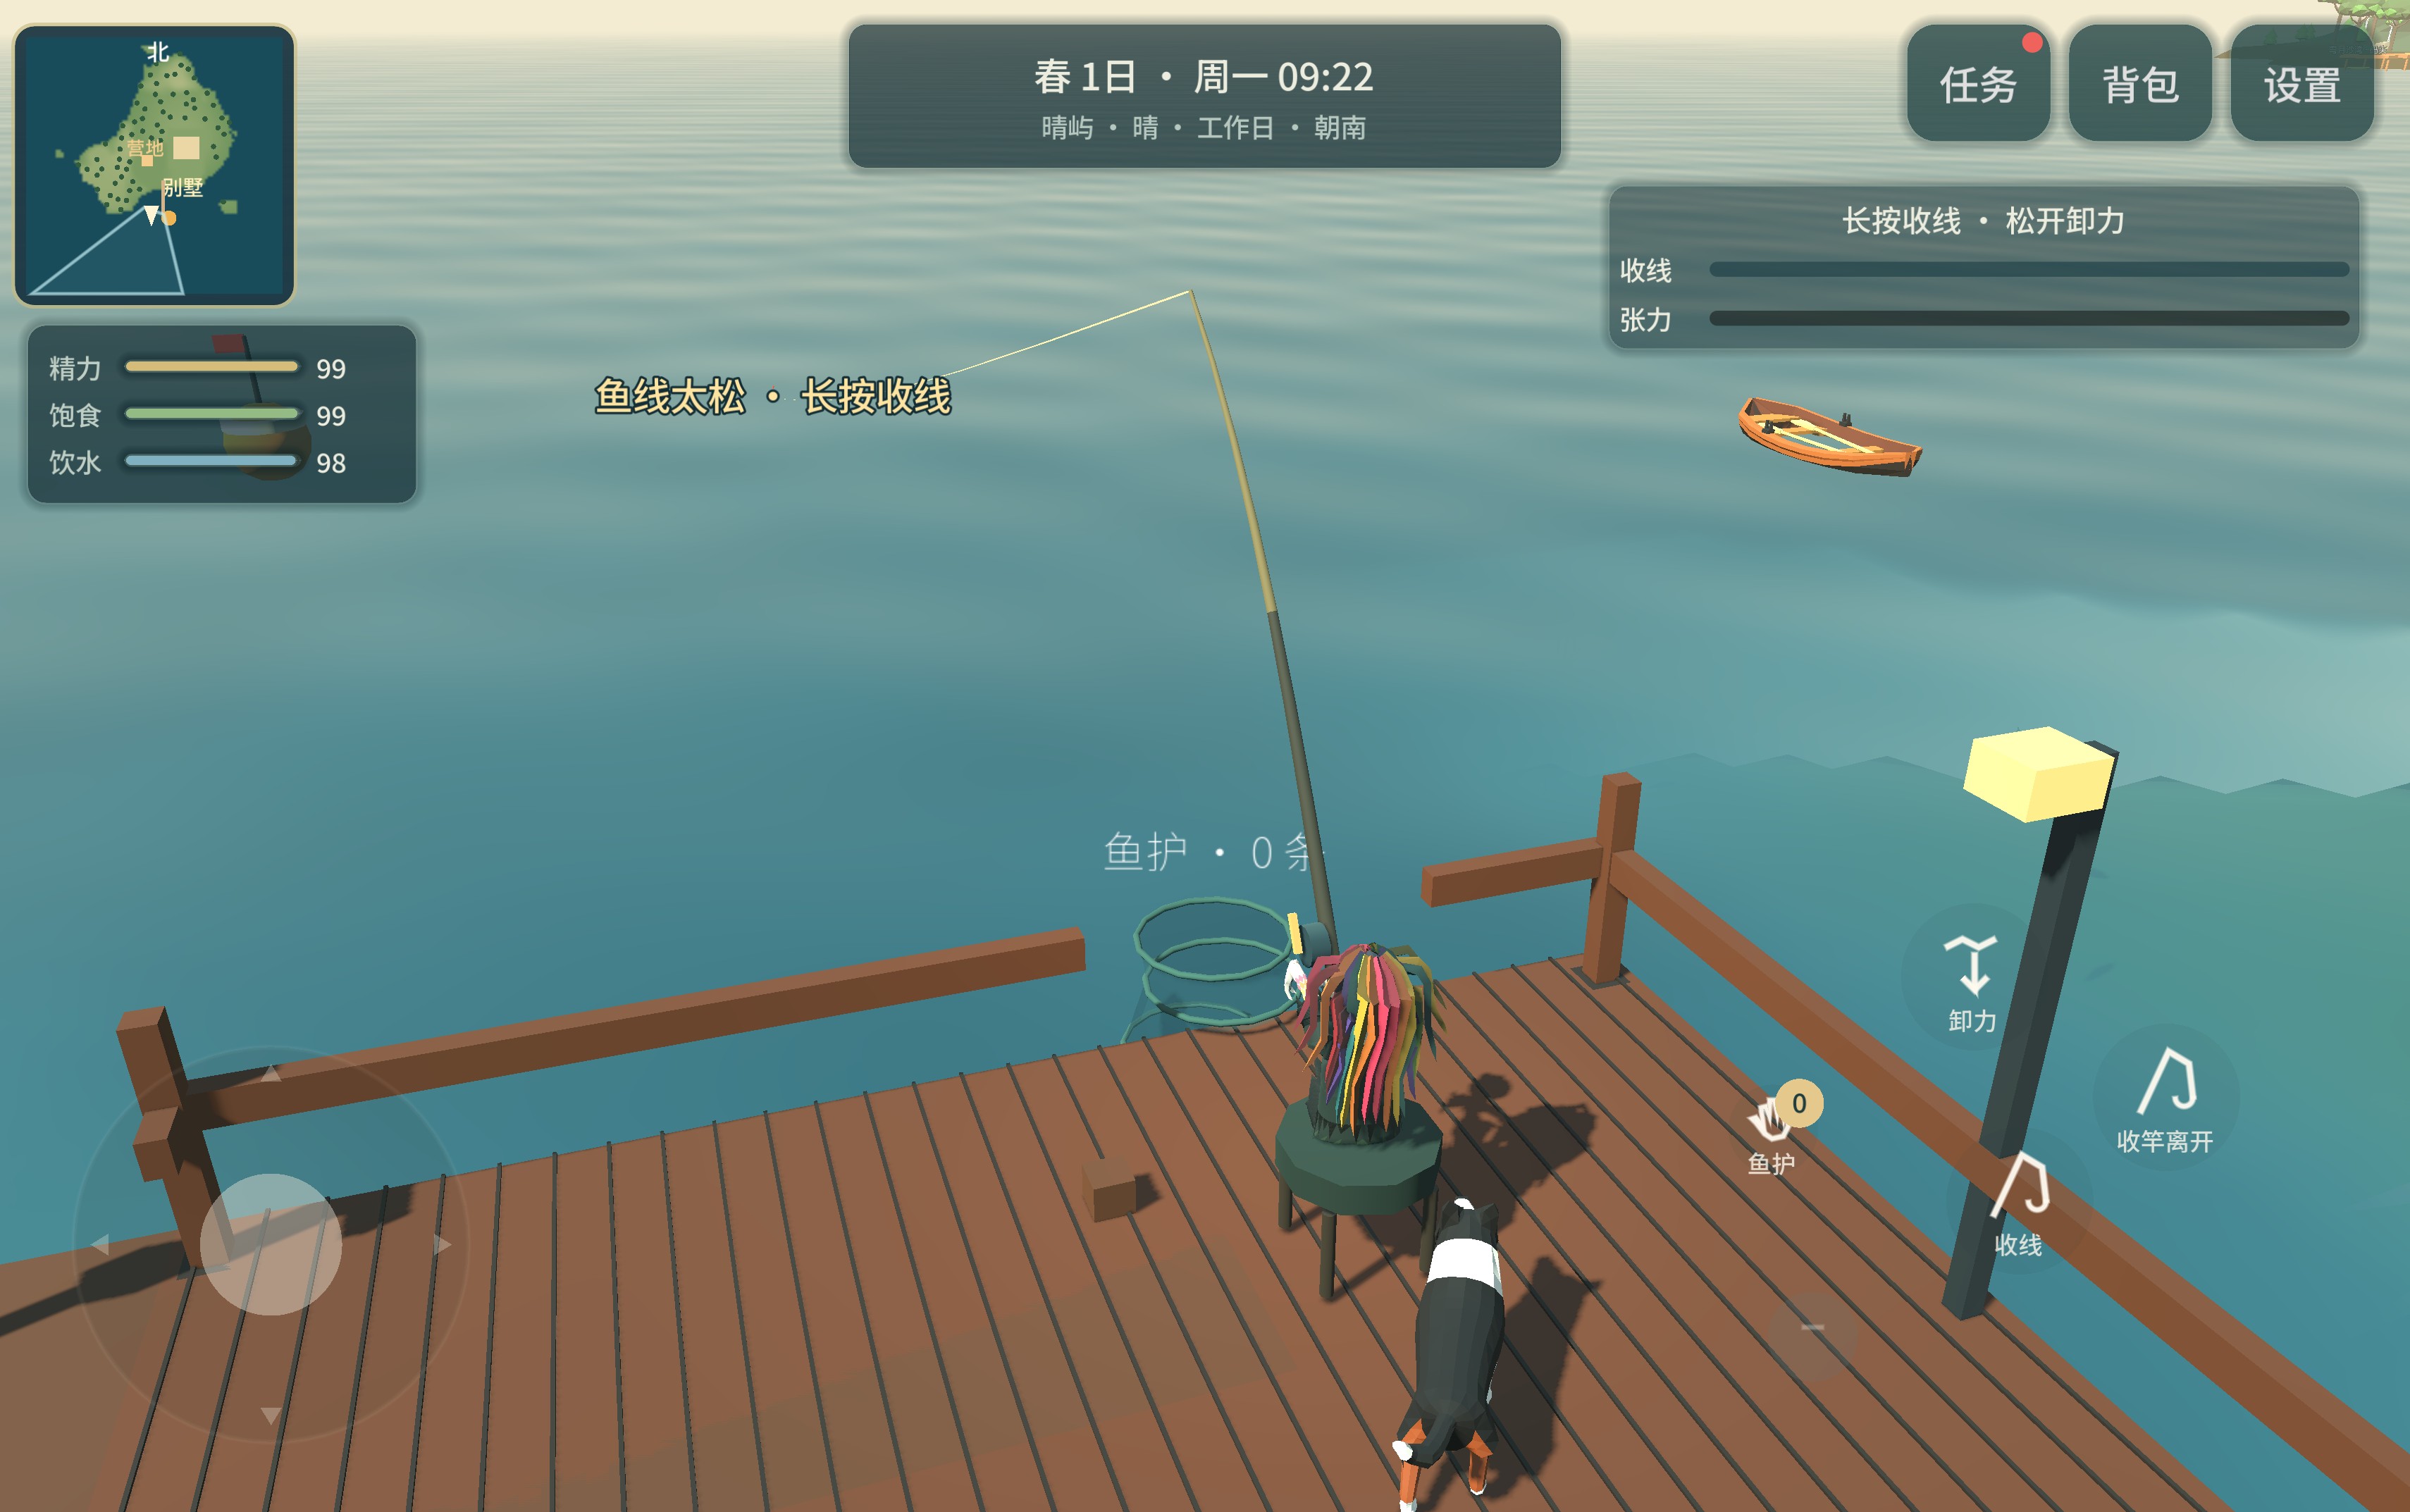 北
营地
别墅
春 1日 · 周一 09:22
晴屿 · 晴 · 工作日 · 朝南
任务
背包
设置
长按收线 · 松开卸力
收线
张力
精力 99
饱食 99
饮水 98
鱼线太松 · 长按收线
鱼护 · 0 条
卸力
0
鱼护
收竿离开
收线